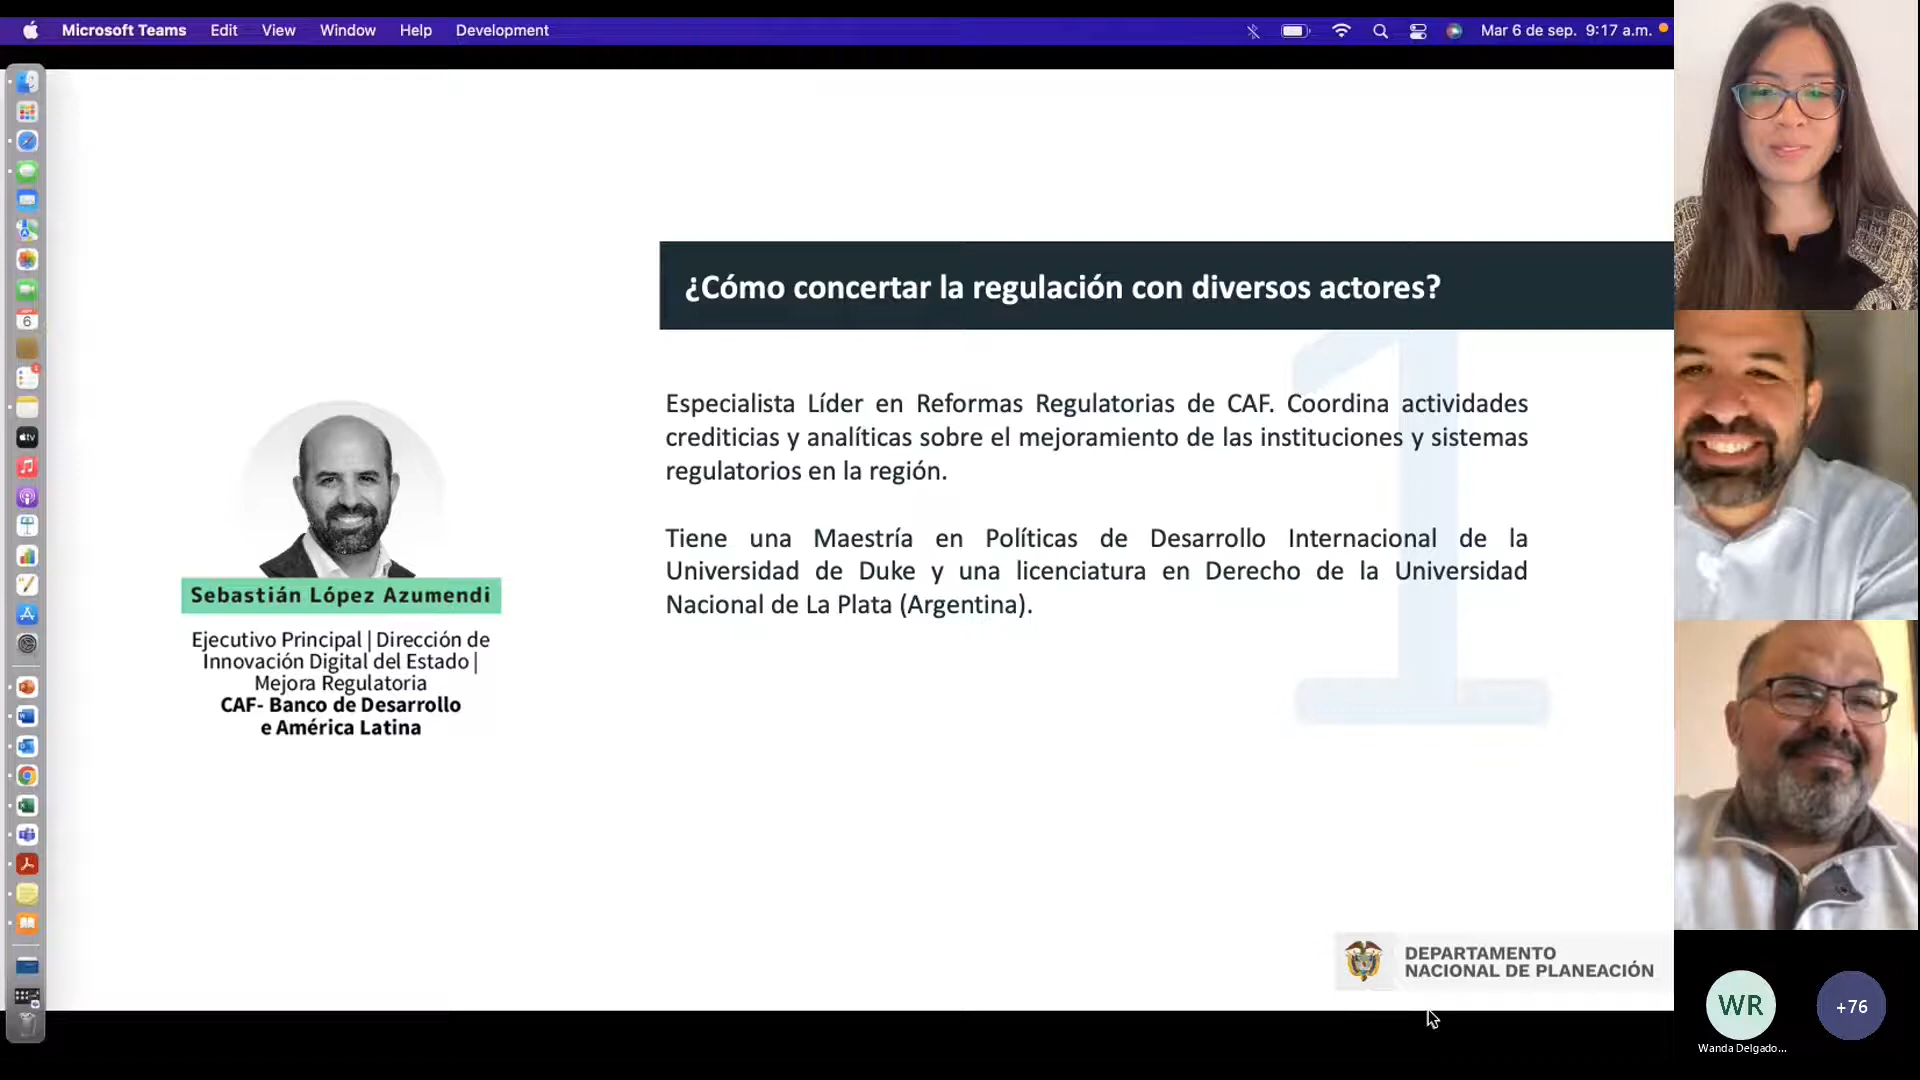 Microsoft Teams Edit View Window Help Development
Mar 6 de sep. 9:17 a.m.
6
tv
¿Cómo concertar la regulación con diversos actores?
Especialista Líder en Reformas Regulatorias de CAF. Coordina actividades
crediticias y analíticas sobre el mejoramiento de las instituciones y sistemas
regulatorios en la región.
Tiene una Maestría en Políticas de Desarrollo Internacional de la
Universidad de Duke y una licenciatura en Derecho de la Universidad
Nacional de La Plata (Argentina).
1
Sebastián López Azumendi
Ejecutivo Principal | Dirección de
Innovación Digital del Estado |
Mejora Regulatoria
CAF- Banco de Desarrollo
e América Latina
DEPARTAMENTO
NACIONAL DE PLANEACIÓN
WR
+76
Wanda Delgado...